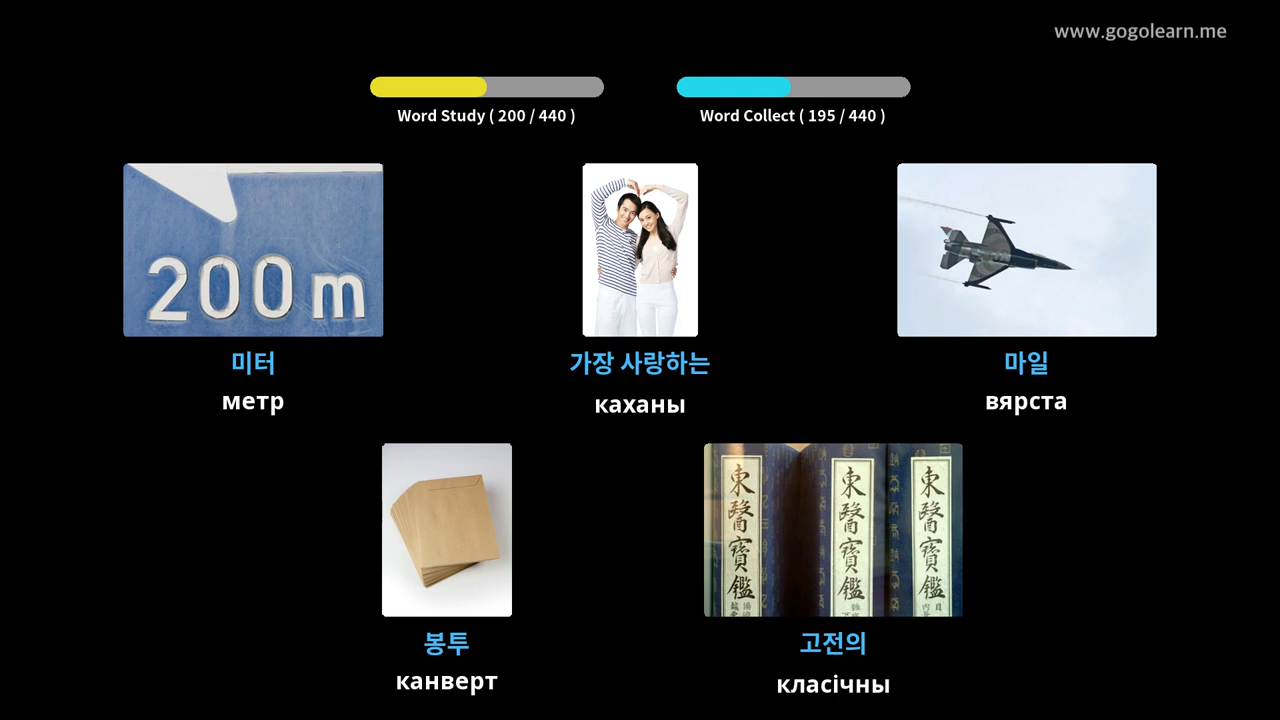 www.gogolearn.me
Word Study ( 200 / 440 )
Word Collect ( 195 / 440 )
200 m
미터
метр
가장 사랑하는
каханы
마일
вярста
東醫寶鑑
東醫寶鑑
東醫寶鑑
봉투
канверт
고전의
класічны